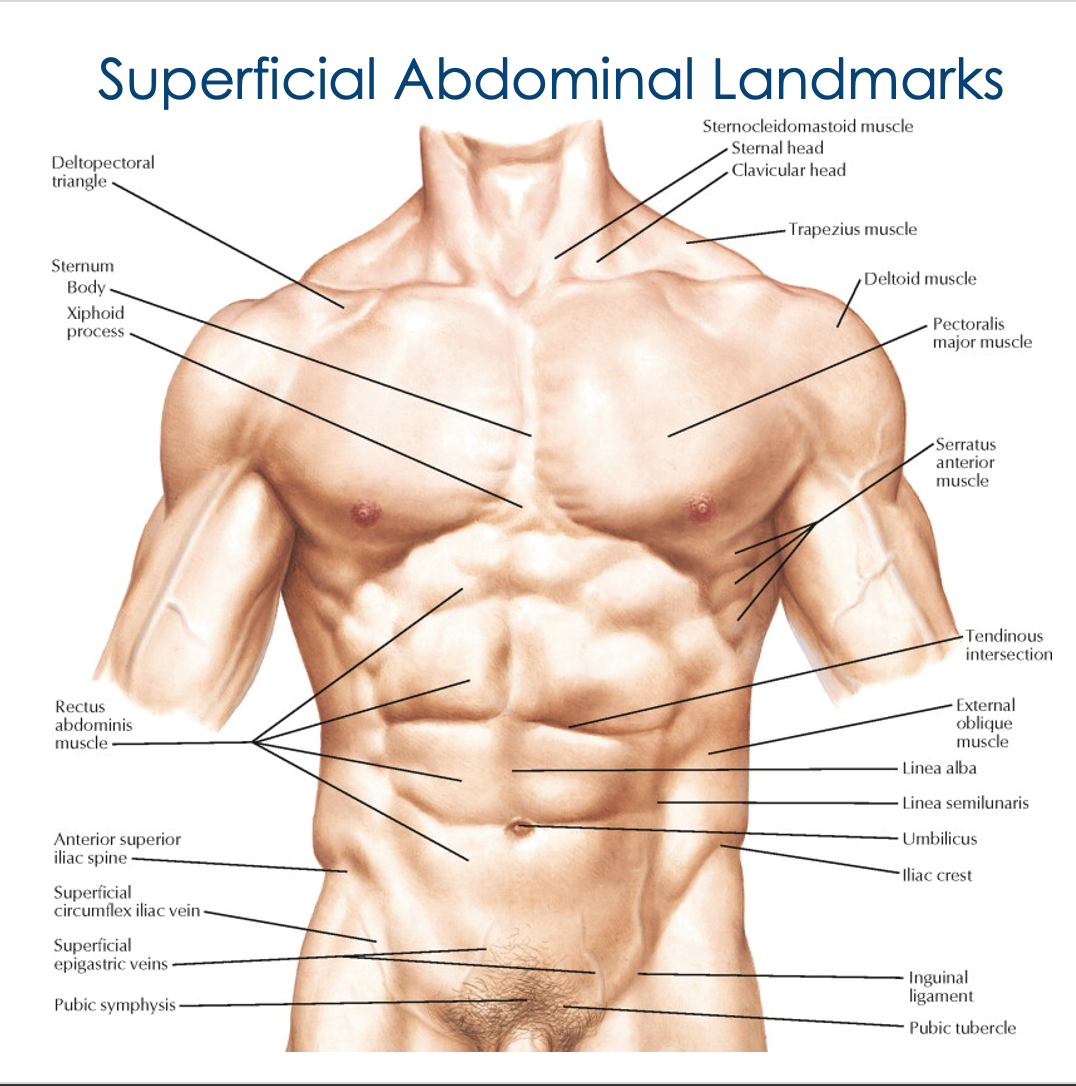 Superficial Abdominal Landmarks
Deltopectoral
triangle
Sternum
Body
Xiphoid
process
Rectus
abdominis
muscle
Anterior superior
iliac spine
Superficial
circumflex iliac vein
Superficial
epigastric veins
Pubic symphysis
Sternocleidomastoid muscle
Sternal head
Clavicular head
Trapezius muscle
Deltoid muscle
Pectoralis
major muscle
Serratus
anterior
muscle
Tendinous
intersection
External
oblique
muscle
Linea alba
Linea semilunaris
Umbilicus
Iliac crest
Inguinal
ligament
Pubic tubercle